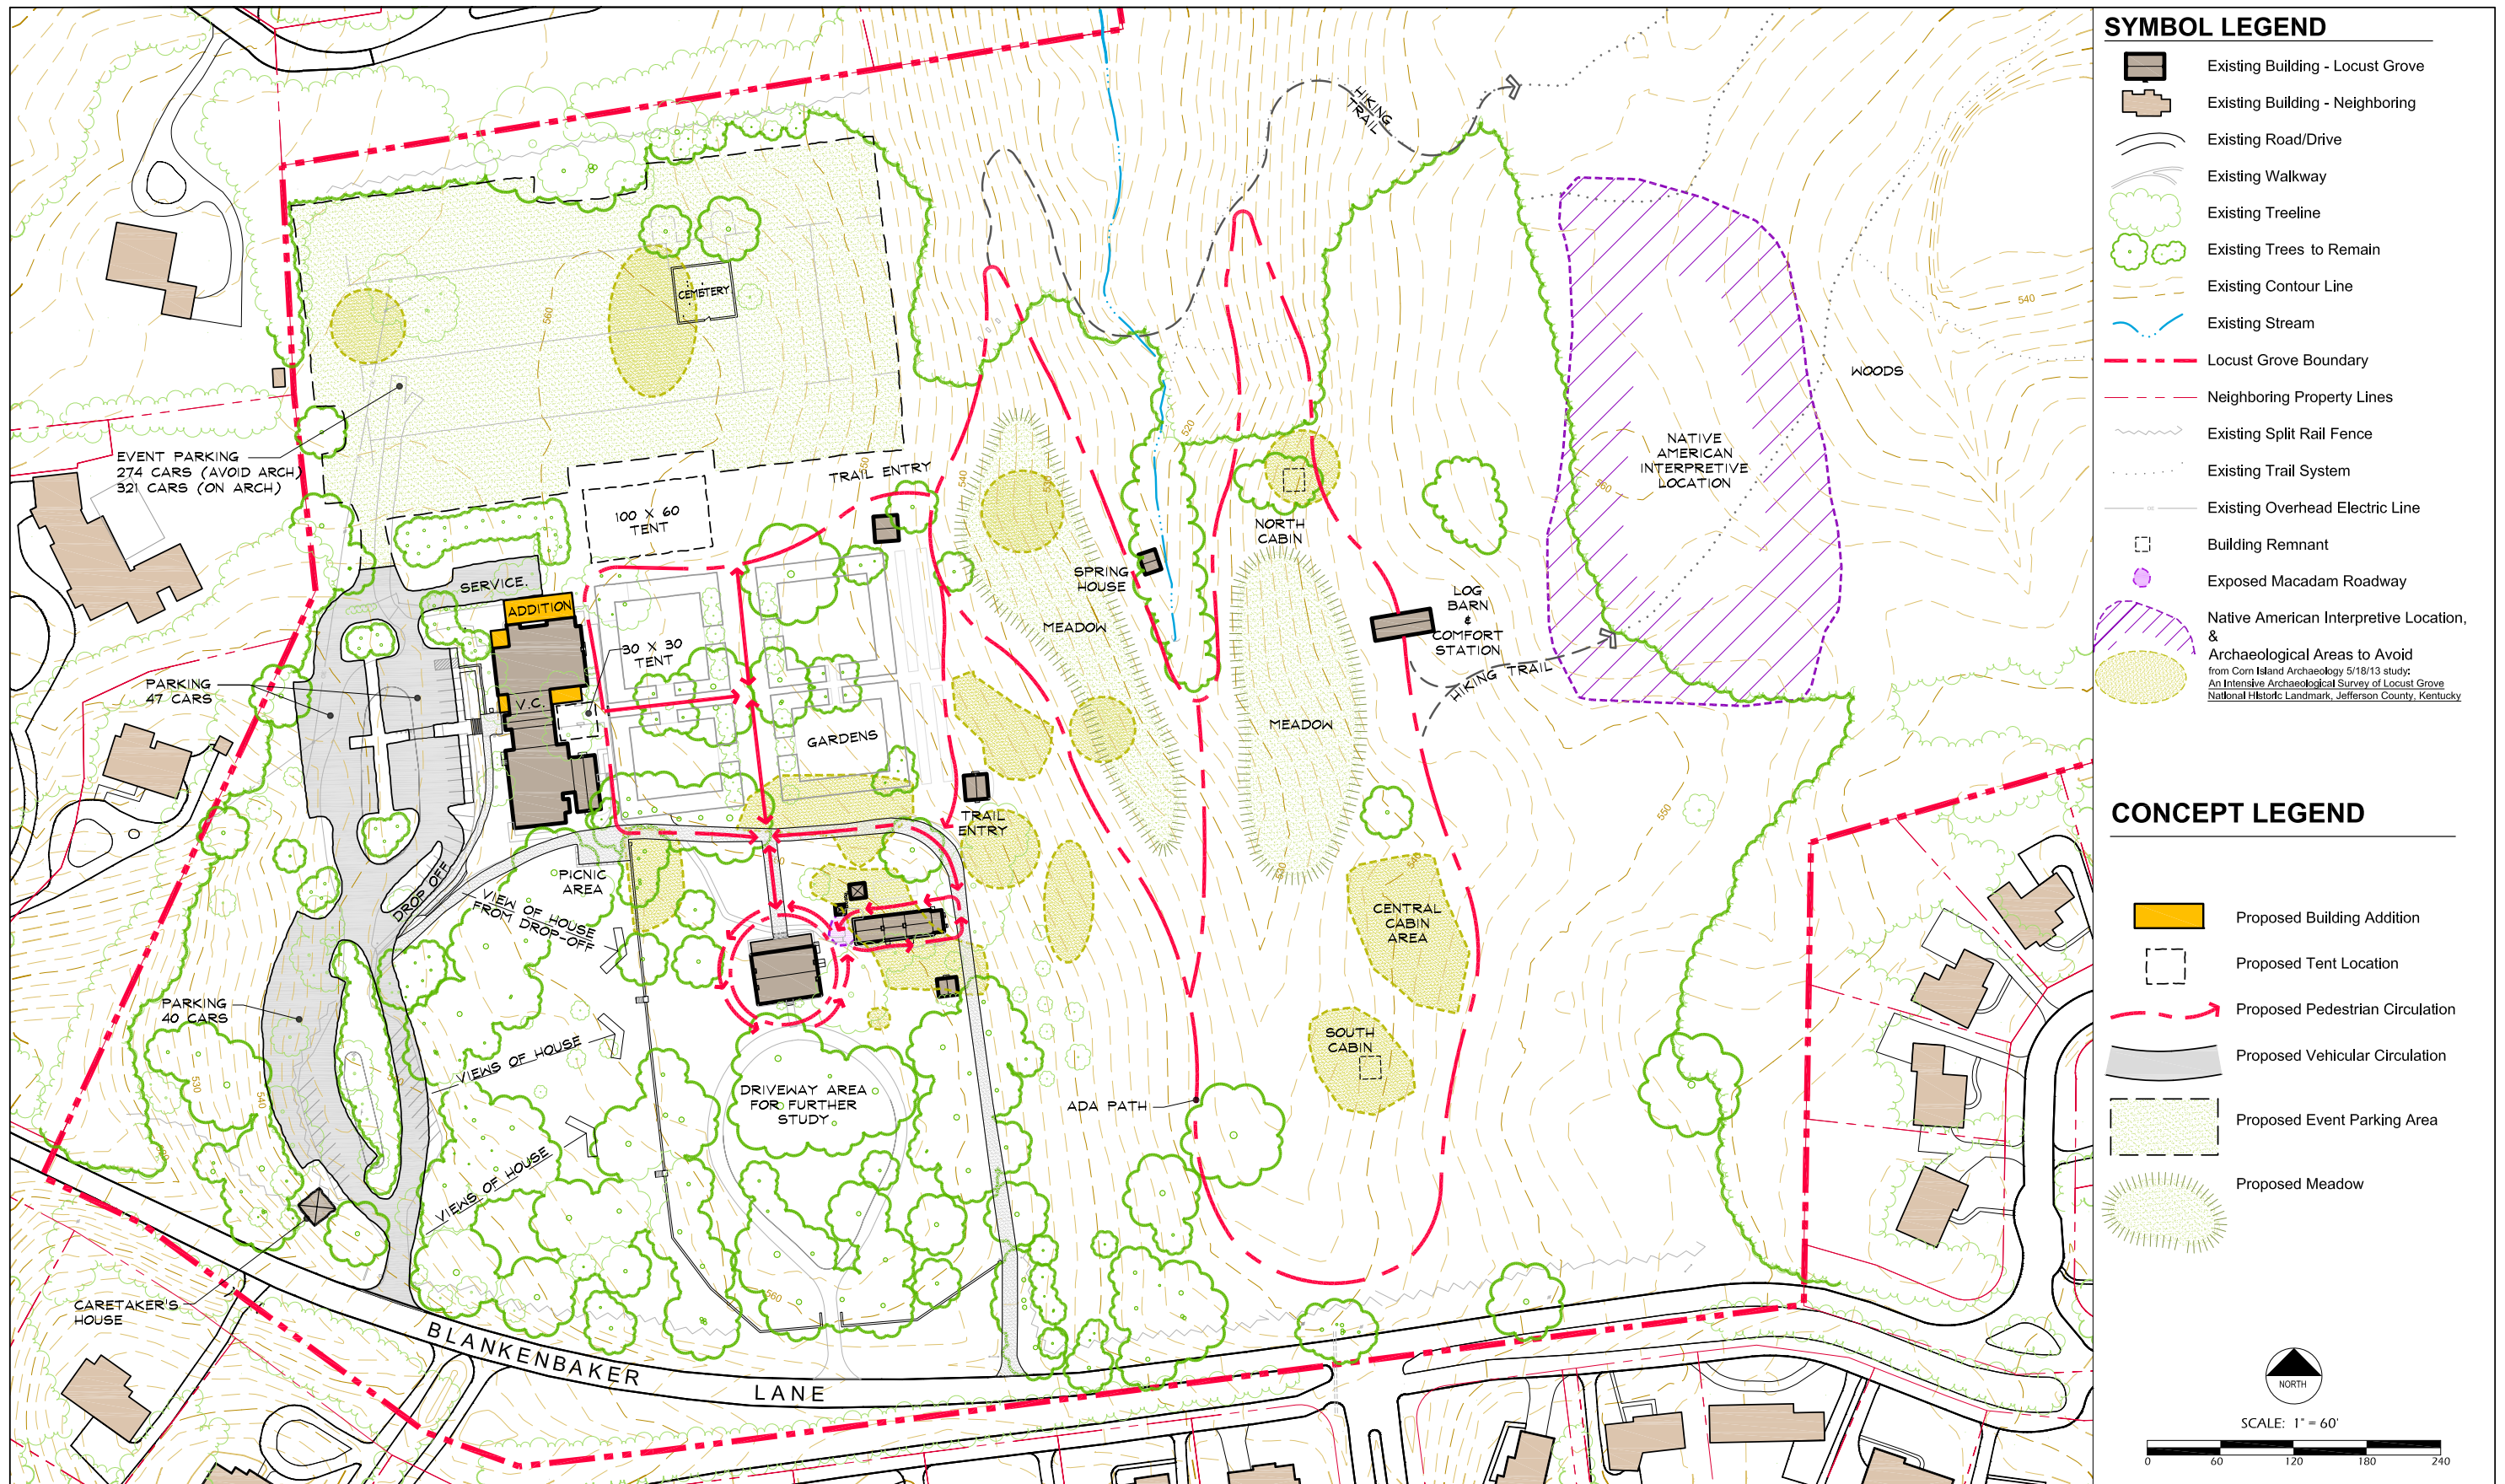 HIKING
TRAIL
CEMETERY
560
540
WOODS
EVENT PARKING
274 CARS (AVOID ARCH)
321 CARS (ON ARCH)
TRAIL ENTRY
550
540
530
520
NATIVE
AMERICAN
INTERPRETIVE
LOCATION
560
100 X 60
TENT
NORTH
CABIN
SERVICE.
ADDITION
SPRING
HOUSE
LOG
BARN
&
COMFORT
STATION
MEADOW
30 X 30
TENT
HIKING TRAIL
PARKING
47 CARS
V.C.
GARDENS
MEADOW
TRAIL
ENTRY
550
530
540
PICNIC
AREA
DROP OFF
VIEW OF HOUSE
FROM DROP-OFF
CENTRAL
CABIN
AREA
PARKING
40 CARS
VIEWS OF HOUSE
SOUTH
CABIN
530
540
DRIVEWAY AREA
FOR FURTHER
STUDY
ADA PATH
VIEWS OF HOUSE
560
CARETAKER'S
HOUSE
BLANKENBAKER
LANE
SYMBOL LEGEND
Existing Building - Locust Grove
Existing Building - Neighboring
Existing Road/Drive
Existing Walkway
Existing Treeline
Existing Trees to Remain
Existing Contour Line
Existing Stream
Locust Grove Boundary
Neighboring Property Lines
Existing Split Rail Fence
Existing Trail System
Existing Overhead Electric Line
Building Remnant
Exposed Macadam Roadway
Native American Interpretive Location,
&
Archaeological Areas to Avoid
from Corn Island Archaeology 5/18/13 study:
An Intensive Archaeological Survey of Locust Grove
National Historic Landmark, Jefferson County, Kentucky
CONCEPT LEGEND
Proposed Building Addition
Proposed Tent Location
Proposed Pedestrian Circulation
Proposed Vehicular Circulation
Proposed Event Parking Area
Proposed Meadow
NORTH
SCALE: 1" = 60'
0 60 120 180 240